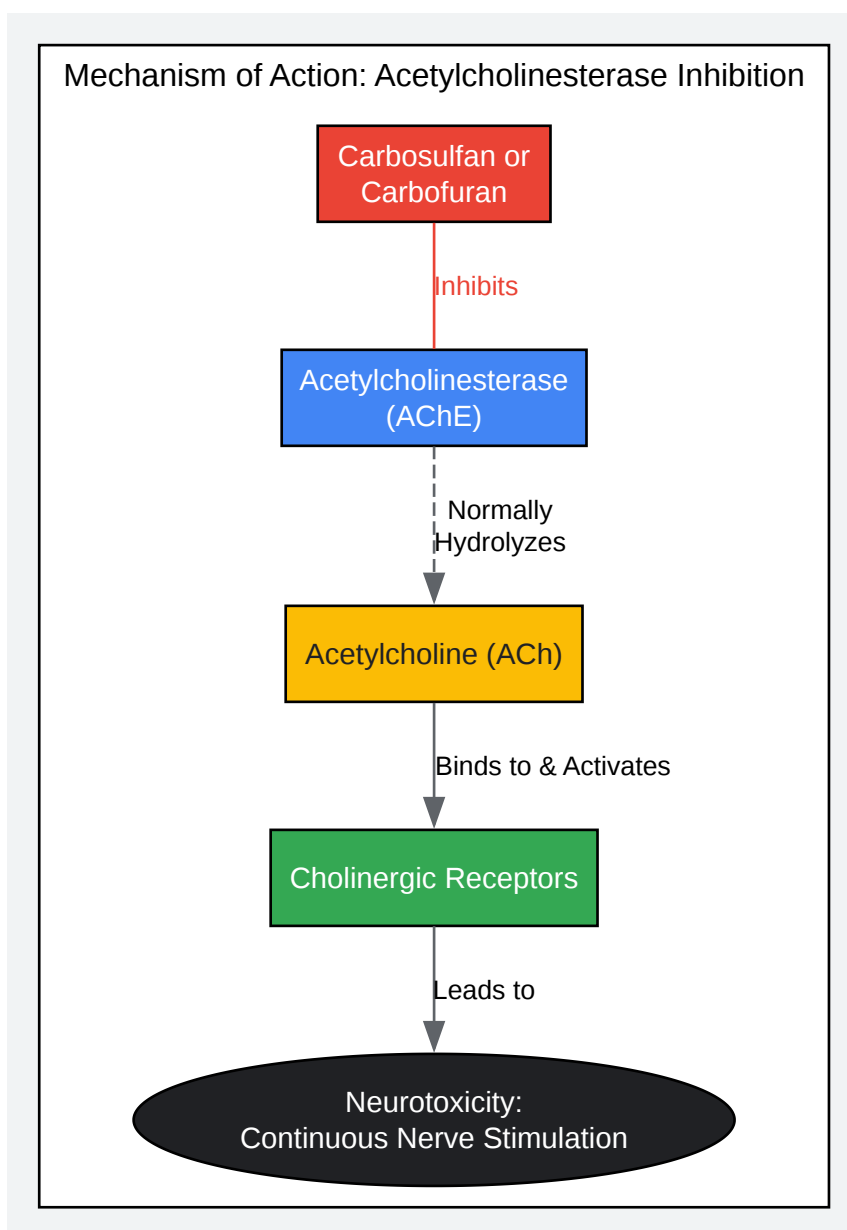 Mechanism of Action: Acetylcholinesterase Inhibition
Carbosulfan or
Carbofuran
Inhibits
Acetylcholinesterase
(AChE)
Normally
Hydrolyzes
Acetylcholine (ACh)
Binds to & Activates
Cholinergic Receptors
Leads to
Neurotoxicity:
Continuous Nerve Stimulation